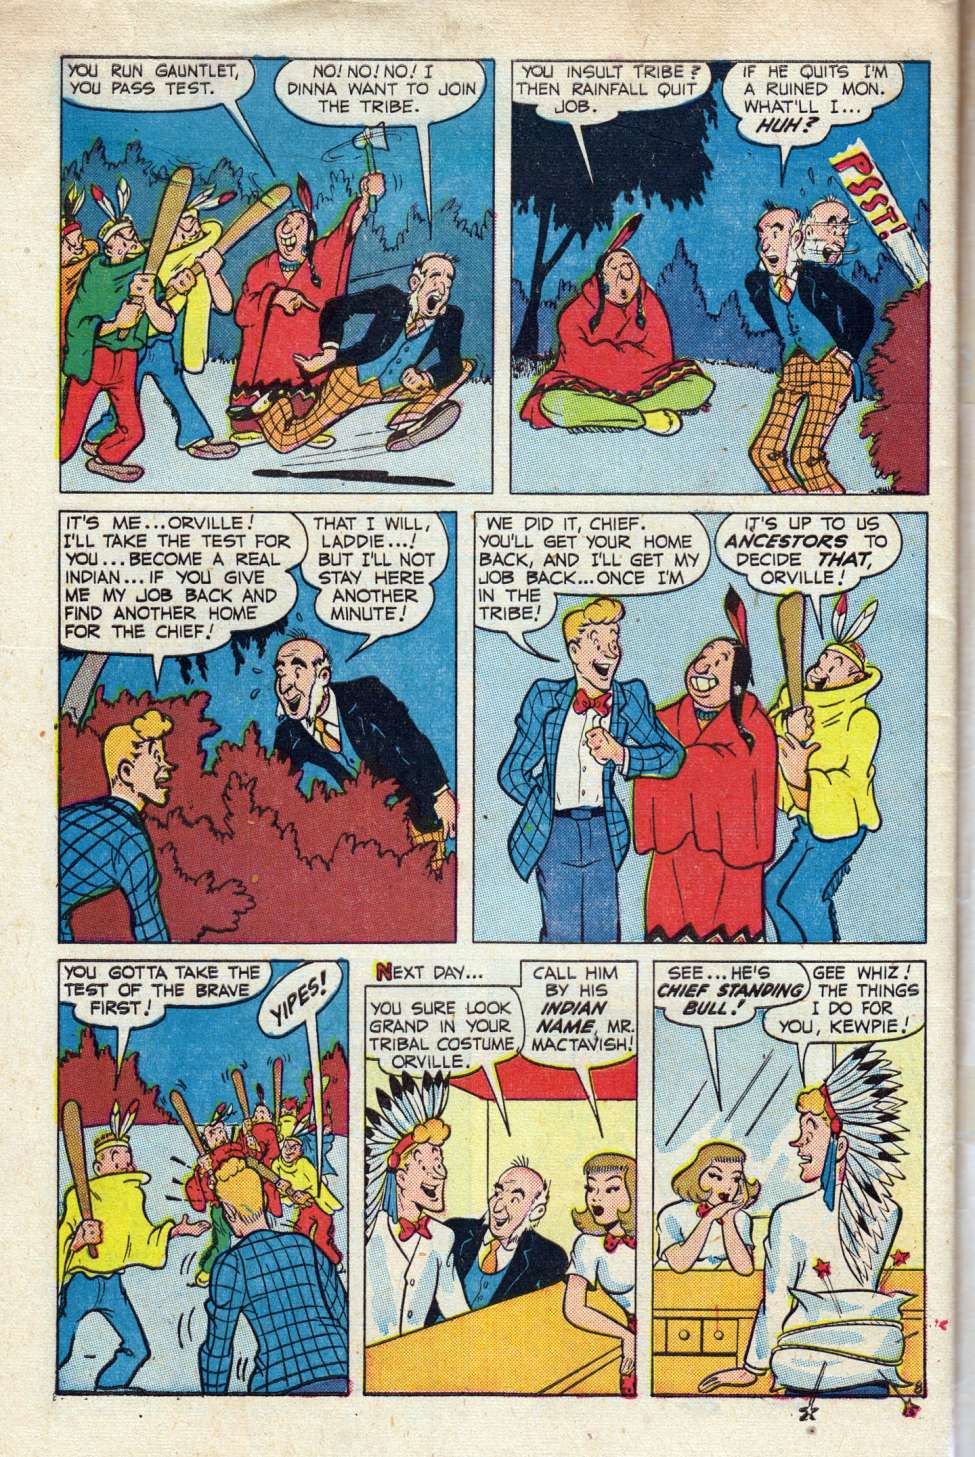 YOU RUN GAUNTLET,
YOU PASS TEST.
NO! NO! NO! I
DINNA WANT TO JOIN
THE TRIBE.
YOU INSULT TRIBE?
THEN RAINFALL QUIT
JOB.
IF HE QUITS I'M
A RUINED MON.
WHAT'LL I...
HUH?
PSST!
IT'S ME...ORVILLE!
I'LL TAKE THE TEST FOR
YOU...BECOME A REAL
INDIAN...IF YOU GIVE
ME MY JOB BACK AND
FIND ANOTHER HOME
FOR THE CHIEF!
THAT I WILL,
LADDIE...!
BUT I'LL NOT
STAY HERE
ANOTHER
MINUTE!
WE DID IT, CHIEF.
YOU'LL GET YOUR HOME
BACK, AND I'LL GET MY
JOB BACK...ONCE I'M
IN THE
TRIBE!
IT'S UP TO US
ANCESTORS TO
DECIDE THAT,
ORVILLE!
YOU GOTTA TAKE THE
TEST OF THE BRAVE
FIRST!
YIPES!
NEXT DAY...
YOU SURE LOOK
GRAND IN YOUR
TRIBAL COSTUME,
ORVILLE.
CALL HIM
BY HIS
INDIAN
NAME, MR.
MACTAVISH!
SEE...HE'S
CHIEF STANDING
BULL!
GEE WHIZ!
THE THINGS
I DO FOR
YOU, KEWPIE!
8